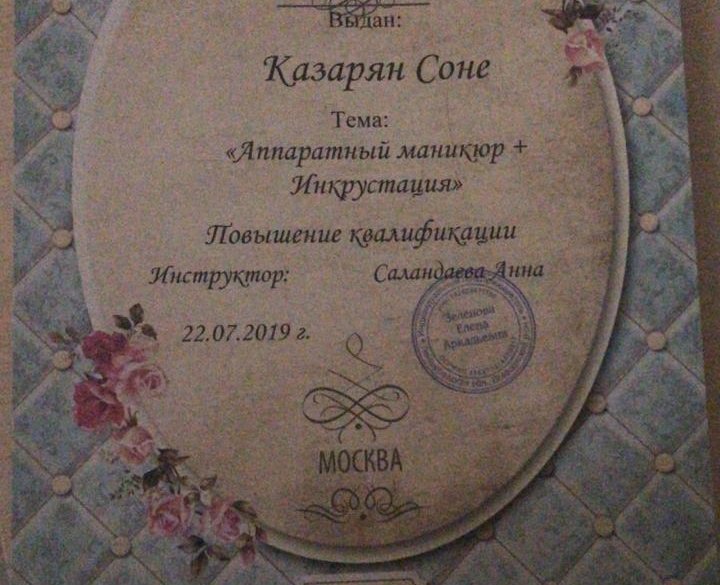 Выдан:
Казарян Соне
Тема:
«Аппаратный маникюр +
Инкрустация»
Повышение квалификации
Инструктор: Саландаева Анна
22.07.2019 г.
Зеленова
Елена
Аркадьевна
МОСКВА